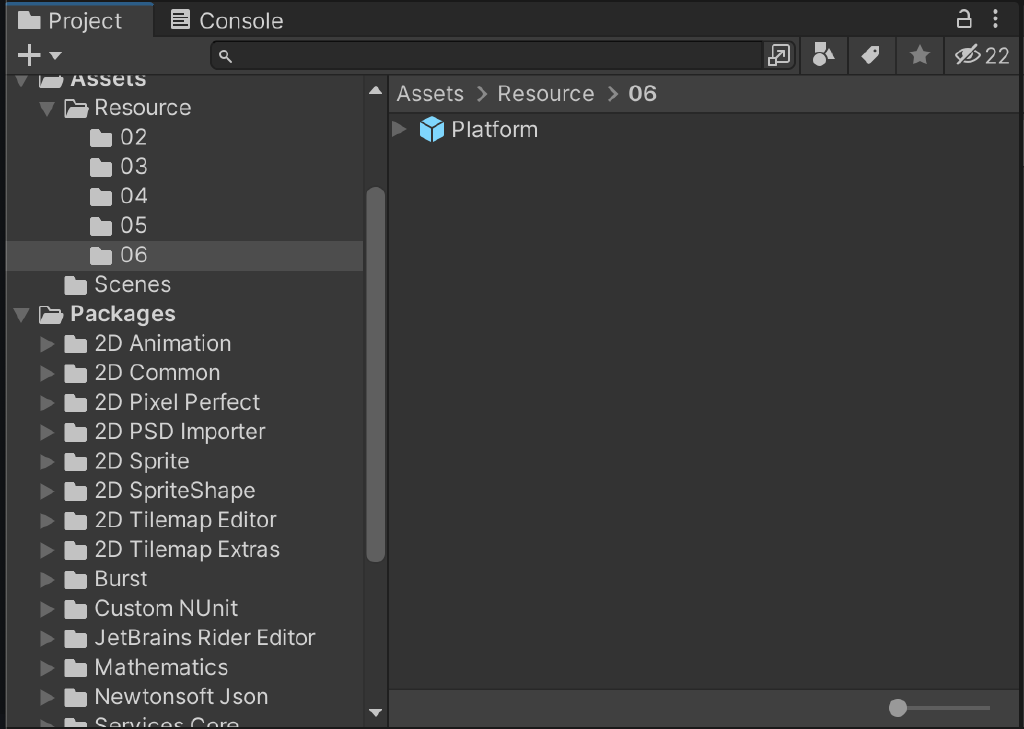 Project
Console
22
Assets
Resource
02
03
04
05
06
Scenes
Packages
2D Animation
2D Common
2D Pixel Perfect
2D PSD Importer
2D Sprite
2D SpriteShape
2D Tilemap Editor
2D Tilemap Extras
Burst
Custom NUnit
JetBrains Rider Editor
Mathematics
Newtonsoft Json
Services Core
Assets > Resource > 06
Platform